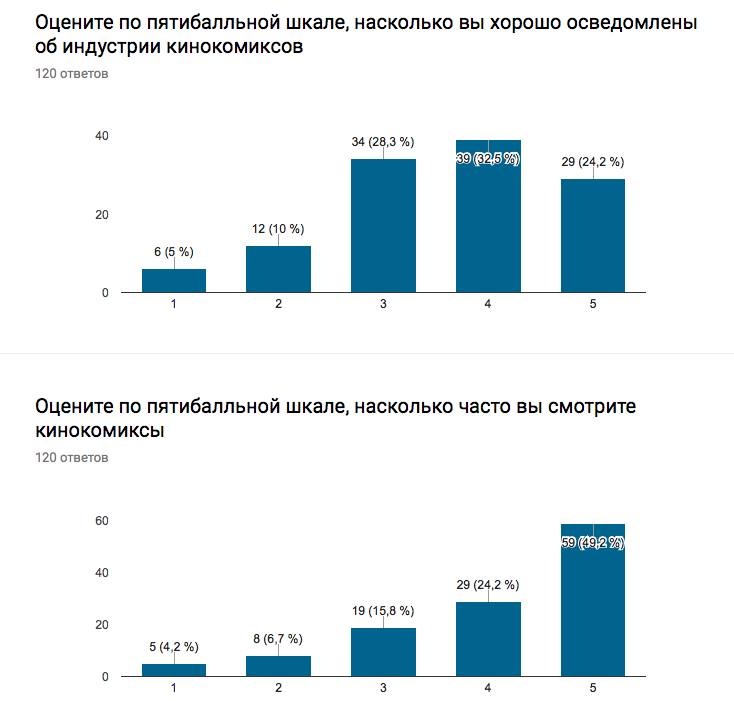 Оцените по пятибалльной шкале, насколько вы хорошо осведомлены
об индустрии кинокомиксов
120 ответов
40
20
0
6 (5 %)
12 (10 %)
34 (28,3 %)
39 (32,5 %)
29 (24,2 %)
1 2 3 4 5
Оцените по пятибалльной шкале, насколько часто вы смотрите
кинокомиксы
120 ответов
60
40
20
0
5 (4,2 %)
8 (6,7 %)
19 (15,8 %)
29 (24,2 %)
59 (49,2 %)
1 2 3 4 5